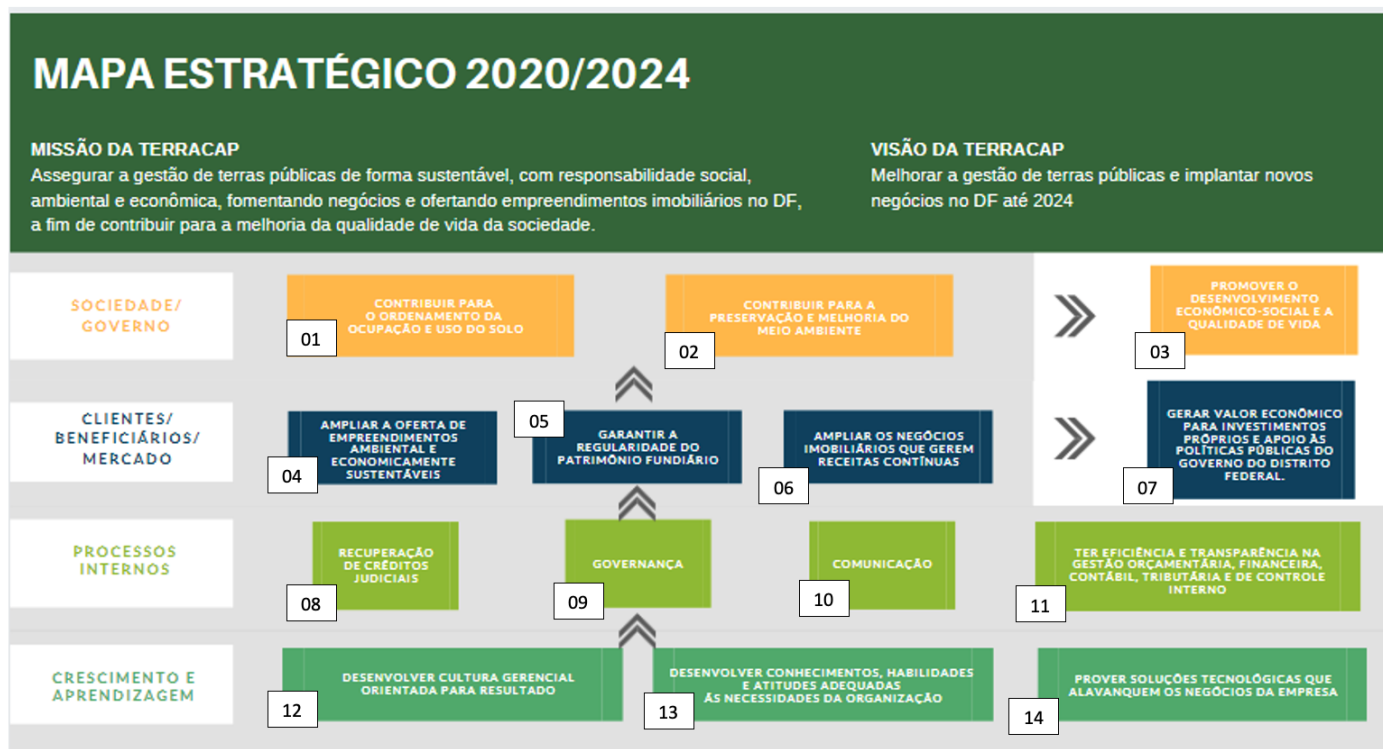 MAPA ESTRATÉGICO 2020/2024
MISSÃO DA TERRACAP
Assegurar a gestão de terras públicas de forma sustentável, com responsabilidade social,
ambiental e econômica, fomentando negócios e ofertando empreendimentos imobiliários no DF,
a fim de contribuir para a melhoria da qualidade de vida da sociedade.
VISÃO DA TERRACAP
Melhorar a gestão de terras públicas e implantar novos
negócios no DF até 2024
SOCIEDADE/
GOVERNO
CONTRIBUIR PARA
O ORDENAMENTO DA
OCUPAÇÃO E USO DO SOLO
01
CONTRIBUIR PARA A
PRESERVAÇÃO E MELHORIA DO
MEIO AMBIENTE
02
PROMOVER O
DESENVOLVIMENTO
ECONÔMICO-SOCIAL E A
QUALIDADE DE VIDA
03
CLIENTES/
BENEFICIÁRIOS/
MERCADO
AMPLIAR A OFERTA DE
EMPREENDIMENTOS
AMBIENTAL E
ECONOMICAMENTE
SUSTENTÁVEIS
04
05
GARANTIR A
REGULARIDADE DO
PATRIMÔNIO FUNDIÁRIO
AMPLIAR OS NEGÓCIOS
IMOBILIÁRIOS QUE GEREM
RECEITAS CONTÍNUAS
06
GERAR VALOR ECONÔMICO
PARA INVESTIMENTOS
PRÓPRIOS E APOIO ÀS
POLÍTICAS PÚBLICAS DO
GOVERNO DO DISTRITO
FEDERAL.
07
PROCESSOS
INTERNOS
RECUPERAÇÃO
DE CRÉDITOS
JUDICIAIS
08
GOVERNANÇA
09
COMUNICAÇÃO
10
TER EFICIÊNCIA E TRANSPARÊNCIA NA
GESTÃO ORÇAMENTÁRIA, FINANCEIRA,
CONTÁBIL, TRIBUTÁRIA E DE CONTROLE
INTERNO
11
CRESCIMENTO E
APRENDIZAGEM
DESENVOLVER CULTURA GERENCIAL
ORIENTADA PARA RESULTADO
12
DESENVOLVER CONHECIMENTOS, HABILIDADES
E ATITUDES ADEQUADAS
ÁS NECESSIDADES DA ORGANIZAÇÃO
13
PROVER SOLUÇÕES TECNOLÓGICAS QUE
ALAVANQUEM OS NEGÓCIOS DA EMPRESA
14